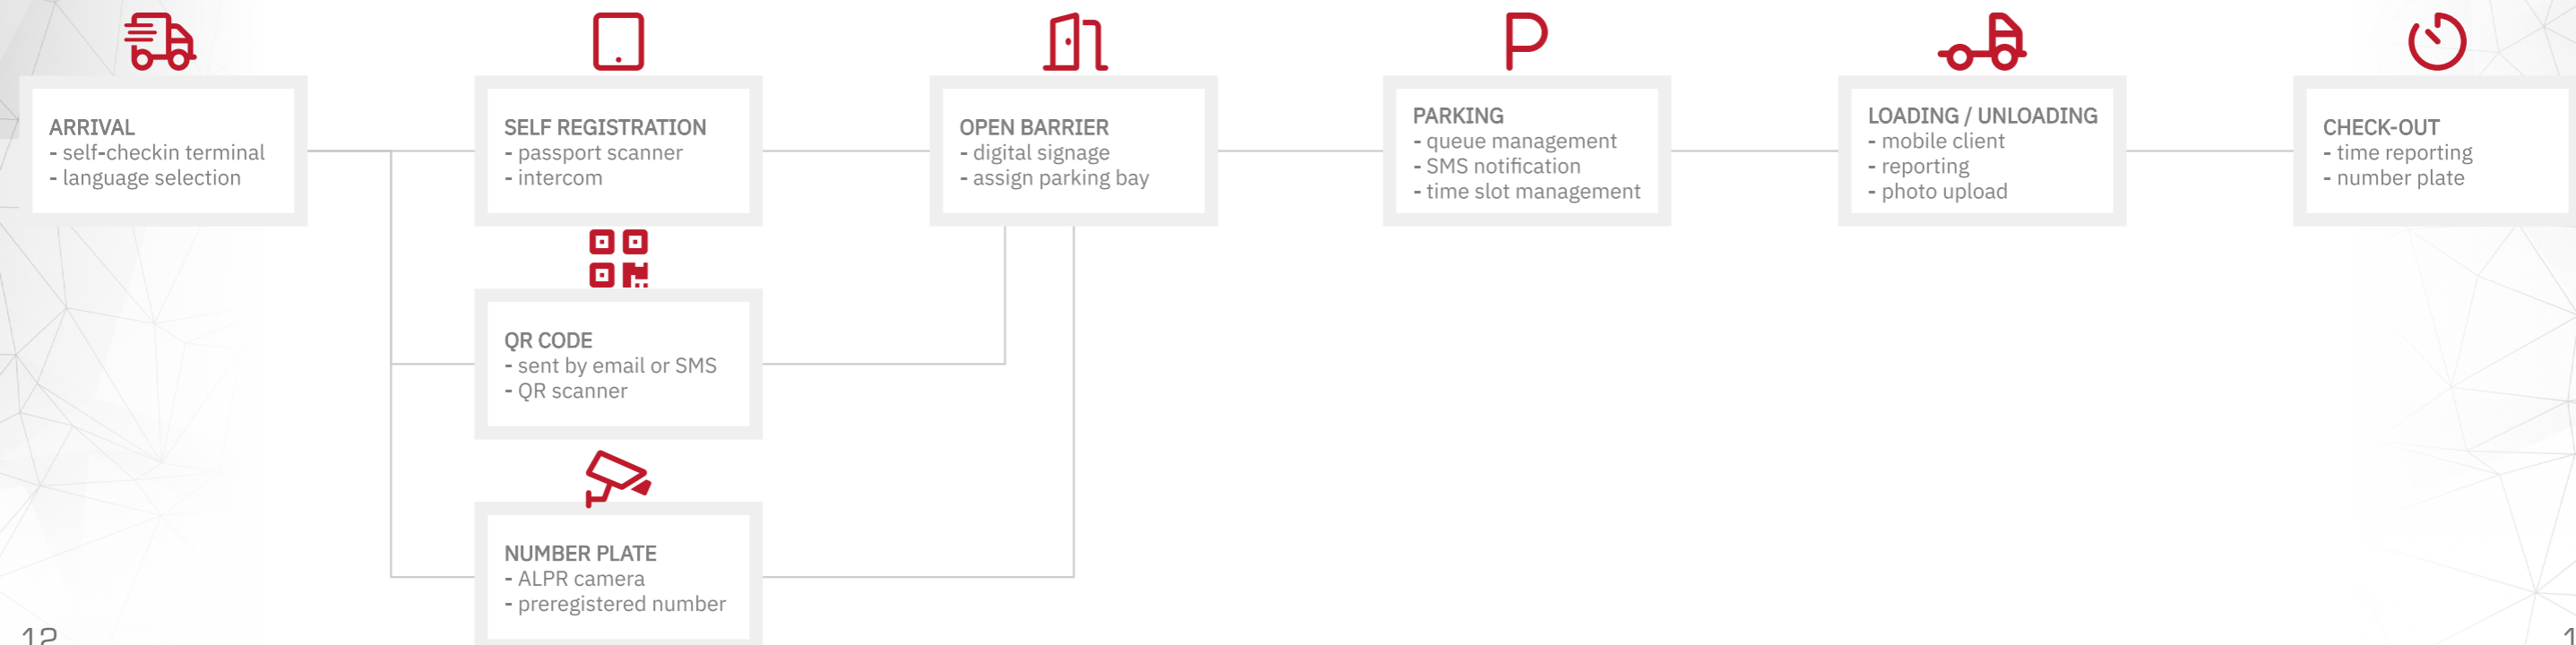 ARRIVAL
- self-checkin terminal
- language selection
SELF REGISTRATION
- passport scanner
- intercom
OPEN BARRIER
- digital signage
- assign parking bay
PARKING
- queue management
- SMS notification
- time slot management
LOADING / UNLOADING
- mobile client
- reporting
- photo upload
CHECK-OUT
- time reporting
- number plate
QR CODE
- sent by email or SMS
- QR scanner
NUMBER PLATE
- ALPR camera
- preregistered number
12